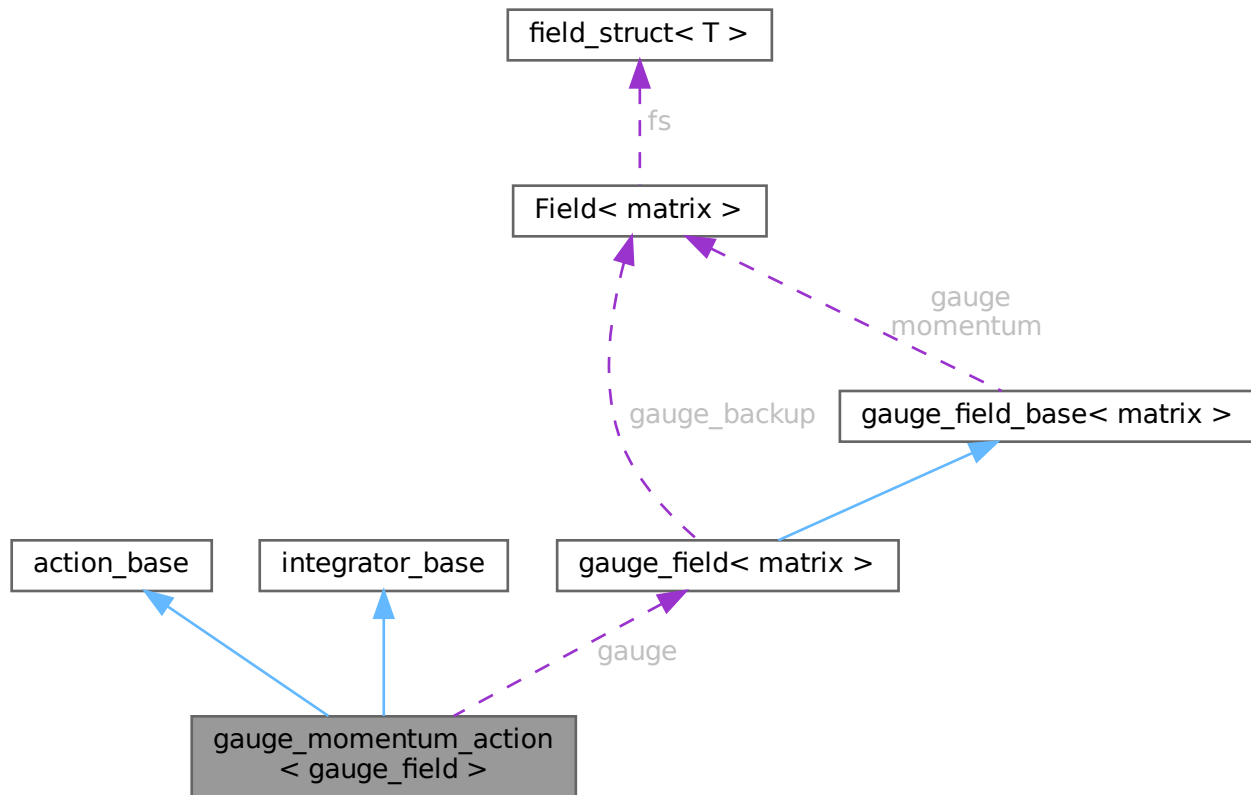 field_struct< T >
fs
Field< matrix >
gauge
momentum
gauge_backup
gauge_field_base< matrix >
action_base
integrator_base
gauge_field< matrix >
gauge
gauge_momentum_action
< gauge_field >